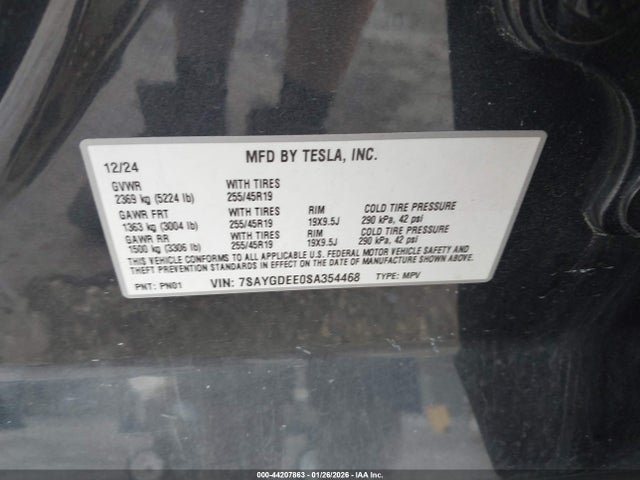 MFD BY TESLA, INC.
12/24
GVWR WITH TIRES
2369 kg (5224 lb) 255/45R19
GAWR FRT WITH TIRES RIM COLD TIRE PRESSURE
1363 kg (3004 lb) 255/45R19 19X9.5J 290 kPa, 42 psi
GAWR RR WITH TIRES RIM COLD TIRE PRESSURE
1500 kg (3306 lb) 255/45R19 19X9.5J 290 kPa, 42 psi
THIS VEHICLE CONFORMS TO ALL APPLICABLE U.S. FEDERAL MOTOR VEHICLE SAFETY AND
THEFT PREVENTION STANDARDS IN EFFECT ON THE DATE OF MANUFACTURE SHOWN ABOVE.
PNT: PN01 VIN: 7SAYGDEE0SA354468 TYPE: MPV
000-44207863 | 01/26/2026 | IAA Inc.